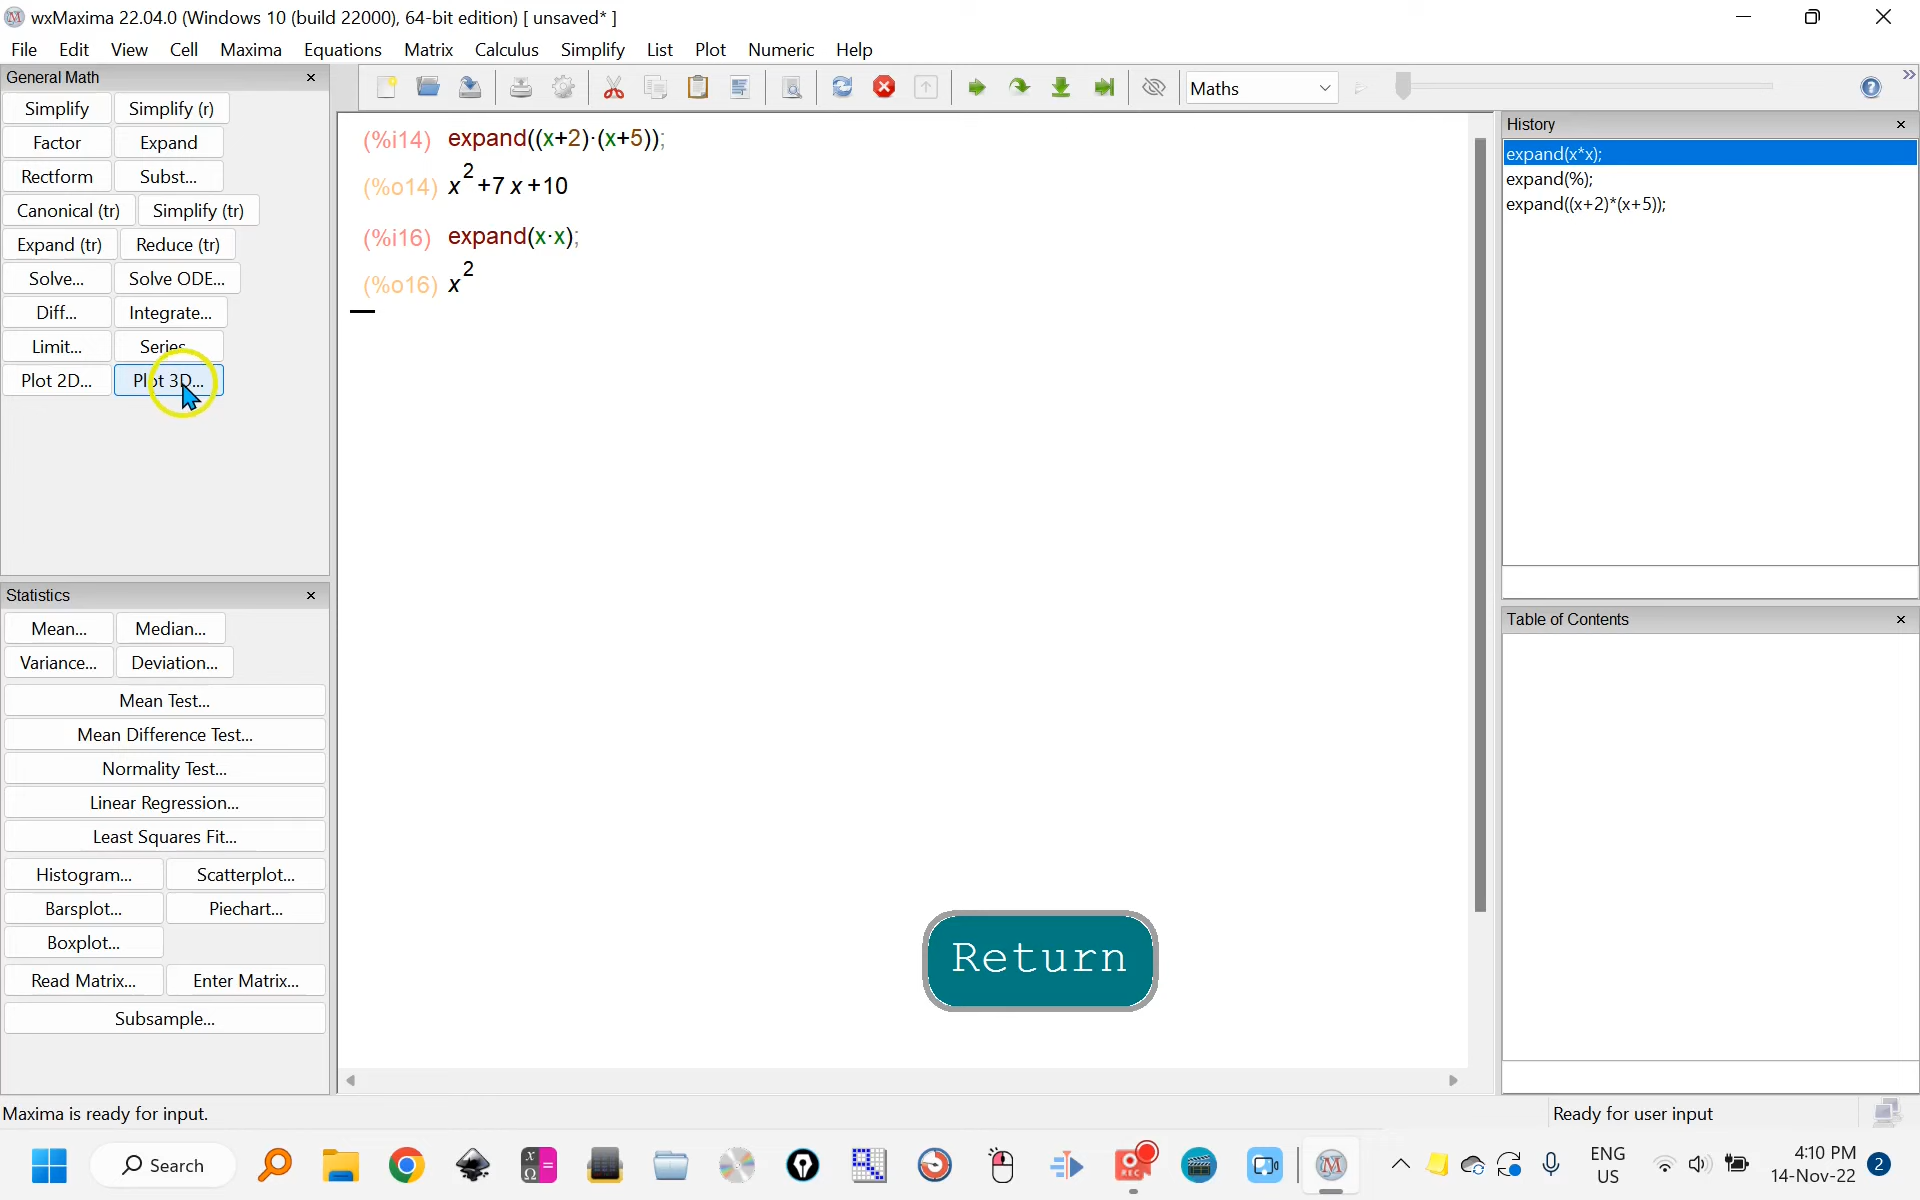 wxMaxima 22.04.0 (Windows 10 (build 22000), 64-bit edition) [ unsaved* ]
File Edit View Cell Maxima Equations Matrix Calculus Simplify List Plot Numeric Help
General Math
Simplify Simplify (r)
Factor Expand
Rectform Subst...
Canonical (tr) Simplify (tr)
Expand (tr) Reduce (tr)
Solve... Solve ODE...
Diff... Integrate...
Limit... Series...
Plot 2D... Plot 3D...
Statistics
Mean... Median...
Variance... Deviation...
Mean Test...
Mean Difference Test...
Normality Test...
Linear Regression...
Least Squares Fit...
Histogram... Scatterplot...
Barsplot... Piechart...
Boxplot...
Read Matrix... Enter Matrix...
Subsample...
Maths
(%i14) expand((x+2)·(x+5));
(%o14) x²+7 x+10
(%i16) expand(x·x);
(%o16) x²
Return
History
expand(x*x);
expand(%);
expand((x+2)*(x+5));
Table of Contents
Maxima is ready for input.
Ready for user input
Search
REC
ENG
US
4:10 PM
14-Nov-22
2